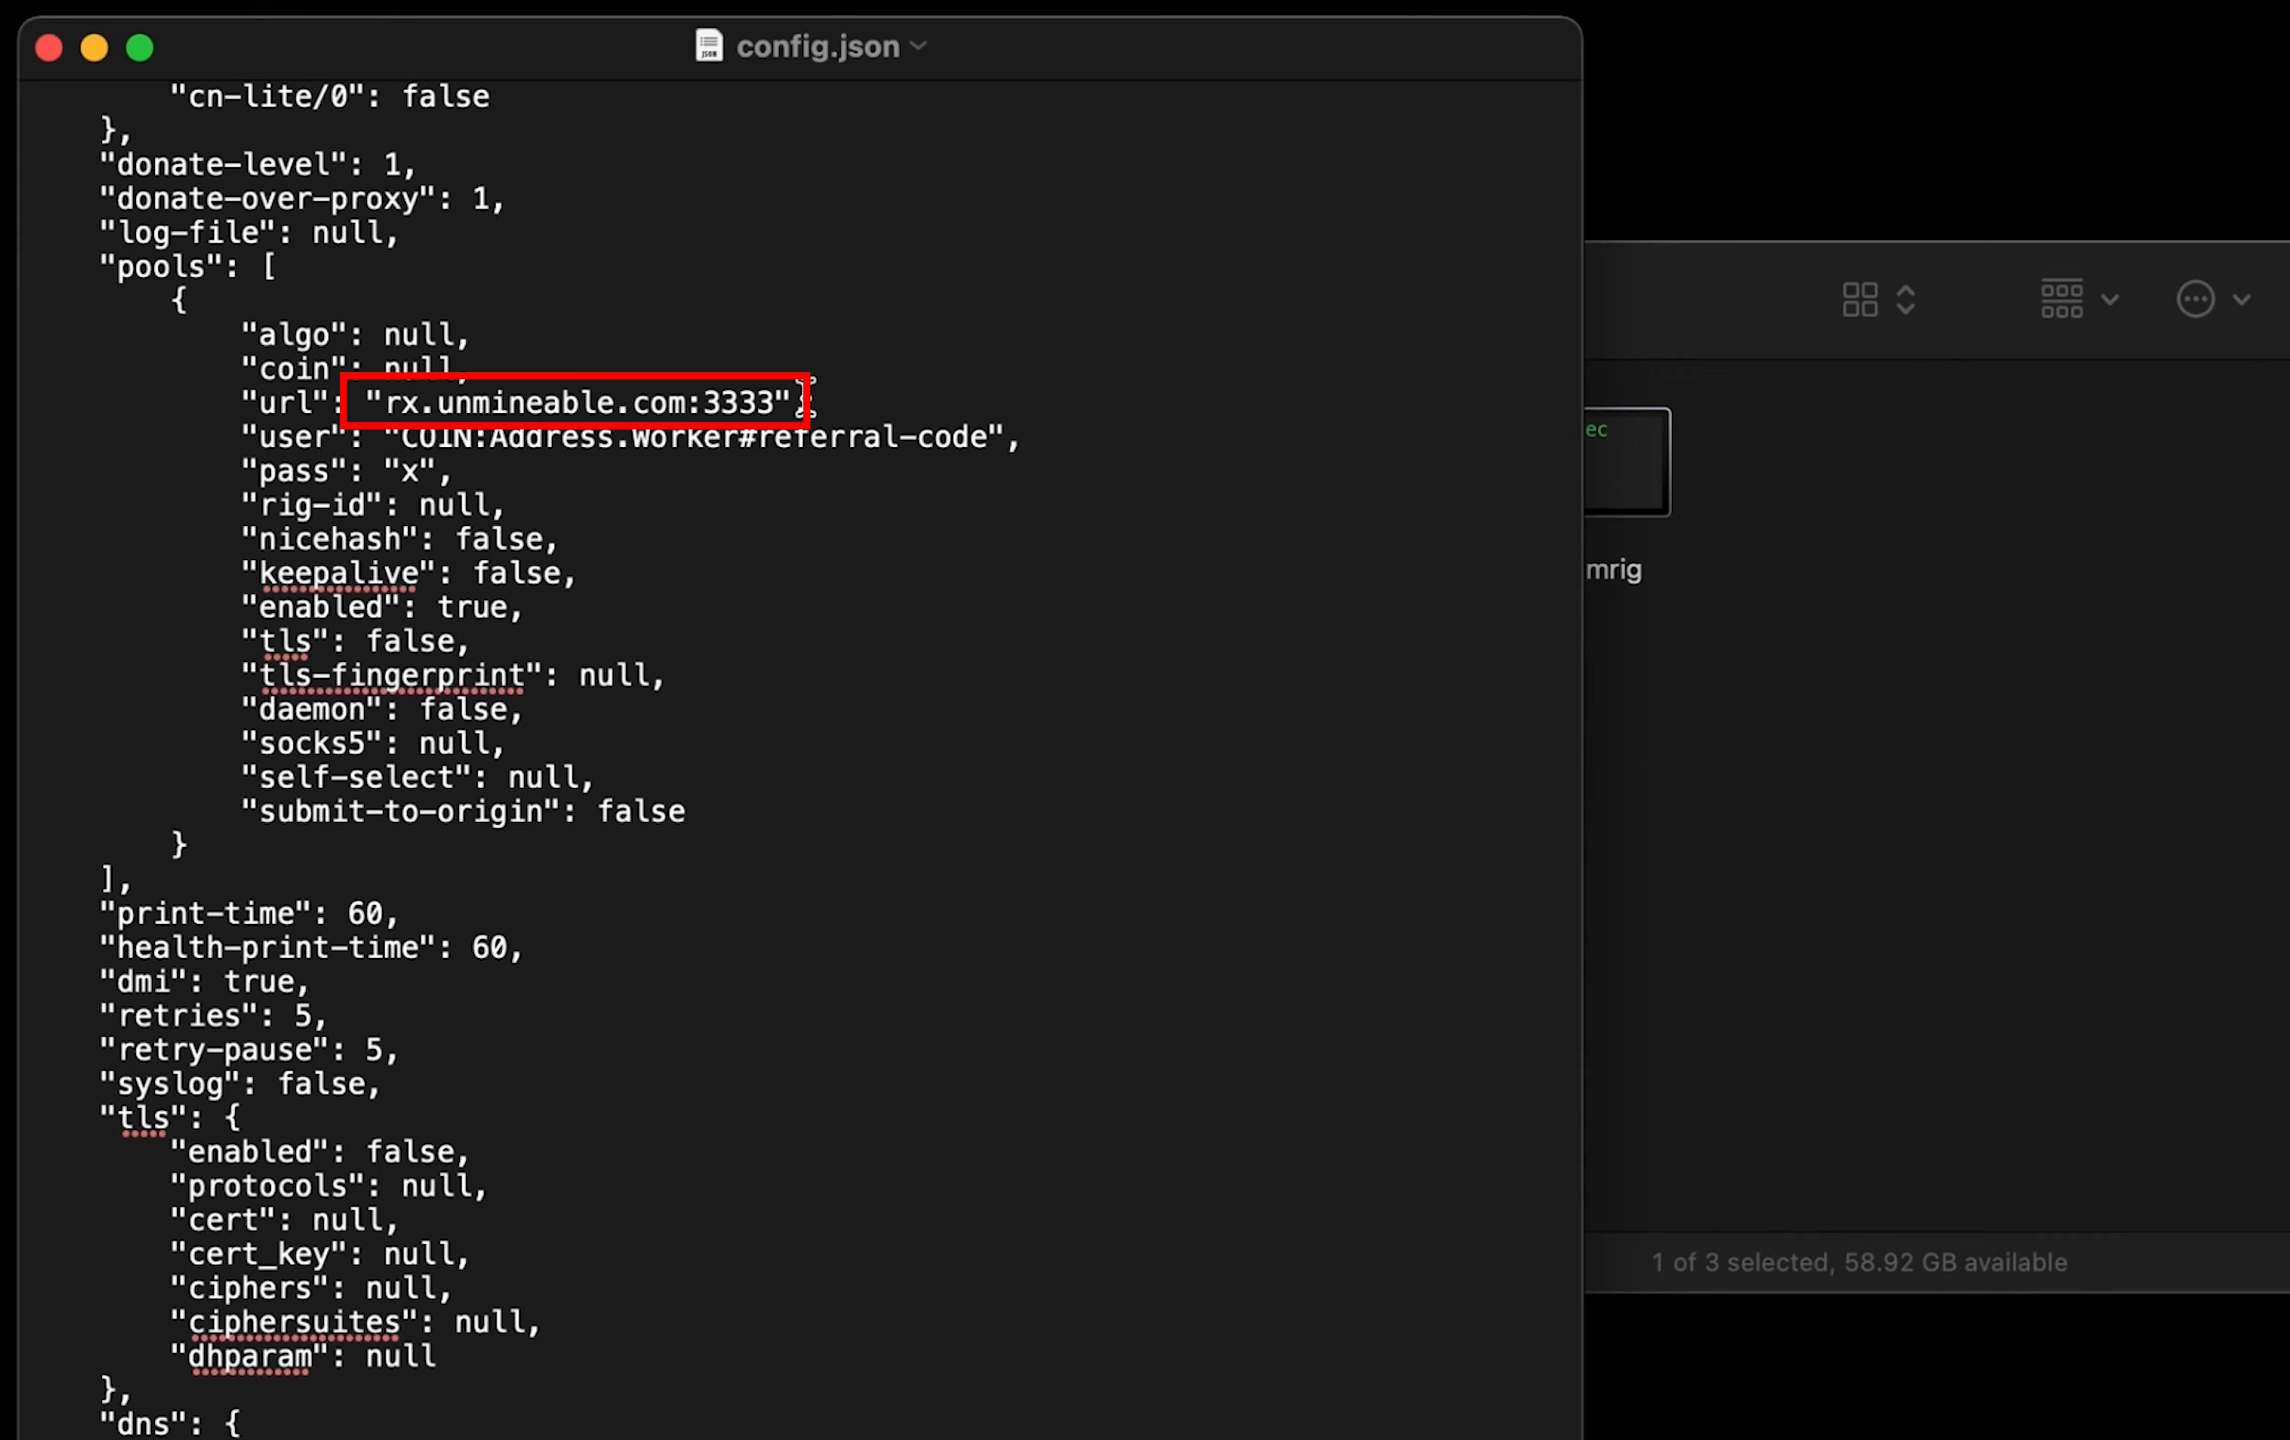 config.json
"cn-lite/0": false
},
"donate-level": 1,
"donate-over-proxy": 1,
"log-file": null,
"pools": [
{
"algo": null,
"coin": null,
"url": "rx.unmineable.com:3333",
"user": "COIN:Address.Worker#referral-code",
"pass": "x",
"rig-id": null,
"nicehash": false,
"keepalive": false,
"enabled": true,
"tls": false,
"tls-fingerprint": null,
"daemon": false,
"socks5": null,
"self-select": null,
"submit-to-origin": false
}
],
"print-time": 60,
"health-print-time": 60,
"dmi": true,
"retries": 5,
"retry-pause": 5,
"syslog": false,
"tls": {
"enabled": false,
"protocols": null,
"cert": null,
"cert_key": null,
"ciphers": null,
"ciphersuites": null,
"dhparam": null
},
"dns": {
ec
mrig
1 of 3 selected, 58.92 GB available